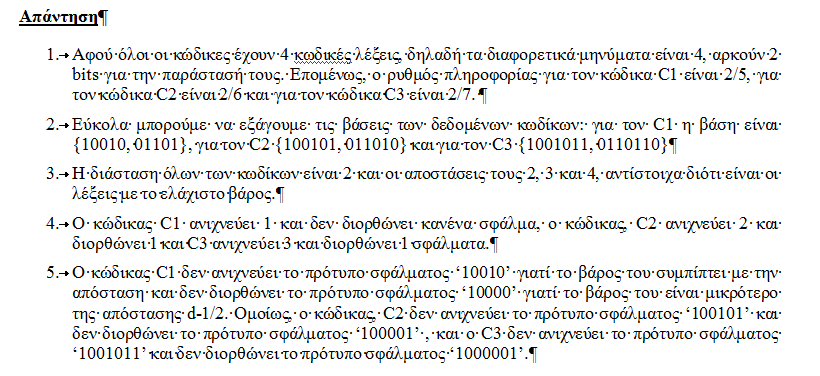 Απάντηση¶
1. Αφού όλοι οι κώδικες έχουν 4 κωδικές λέξεις, δηλαδή τα διαφορετικά μηνύματα είναι 4, αρκούν 2
bits για την παράστασή τους. Επομένως, ο ρυθμός πληροφορίας για τον κώδικα C1 είναι 2/5, για
τον κώδικα C2 είναι 2/6 και για τον κώδικα C3 είναι 2/7. ¶
2. Εύκολα μπορούμε να εξάγουμε τις βάσεις των δεδομένων κωδίκων: για τον C1 η βάση είναι
{10010, 01101}, για τον C2 {100101, 011010} και για τον C3 {1001011, 0110110}¶
3. Η διάσταση όλων των κωδίκων είναι 2 και οι αποστάσεις τους 2, 3 και 4, αντίστοιχα διότι είναι οι
λέξεις με το ελάχιστο βάρος.¶
4. Ο κώδικας C1 ανιχνεύει 1 και δεν διορθώνει κανένα σφάλμα, ο κώδικας, C2 ανιχνεύει 2 και
διορθώνει 1 και C3 ανιχνεύει 3 και διορθώνει 1 σφάλματα.¶
5. Ο κώδικας C1 δεν ανιχνεύει το πρότυπο σφάλματος ‘10010’ γιατί το βάρος του συμπίπτει με την
απόσταση και δεν διορθώνει το πρότυπο σφάλματος ‘10000’ γιατί το βάρος του είναι μικρότερο
της απόστασης d-1/2. Ομοίως, ο κώδικας, C2 δεν ανιχνεύει το πρότυπο σφάλματος ‘100101’ και
δεν διορθώνει το πρότυπο σφάλματος ‘100001’ , και ο C3 δεν ανιχνεύει το πρότυπο σφάλματος
‘1001011’ και δεν διορθώνει το πρότυπο σφάλματος ‘1000001’.¶